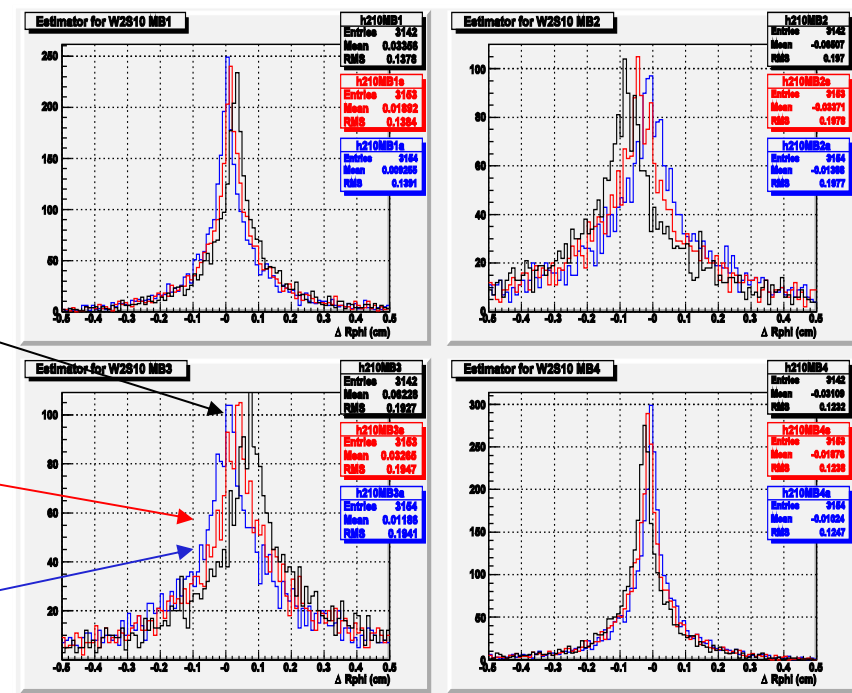 Estimator for W2S10 MB1
h210MB1
Entries 3142
Mean 0.03356
RMS 0.1378
h210MB1s
Entries 3153
Mean 0.01892
RMS 0.1384
h210MB1a
Entries 3154
Mean 0.009255
RMS 0.1391
250
200
150
100
50
0
-0.5 -0.4 -0.3 -0.2 -0.1 -0 0.1 0.2 0.3 0.4 0.5
Δ Rphi (cm)
Estimator for W2S10 MB2
h210MB2
Entries 3142
Mean -0.06507
RMS 0.197
h210MB2s
Entries 3153
Mean -0.03371
RMS 0.1978
h210MB2a
Entries 3154
Mean -0.01398
RMS 0.1977
100
80
60
40
20
0
-0.5 -0.4 -0.3 -0.2 -0.1 -0 0.1 0.2 0.3 0.4 0.5
Δ Rphi (cm)
Estimator for W2S10 MB3
h210MB3
Entries 3142
Mean 0.06228
RMS 0.1927
h210MB3s
Entries 3153
Mean 0.03265
RMS 0.1947
h210MB3a
Entries 3154
Mean 0.01186
RMS 0.1941
100
80
60
40
20
-0.5 -0.4 -0.3 -0.2 -0.1 -0 0.1 0.2 0.3 0.4 0.5
Δ Rphi (cm)
Estimator for W2S10 MB4
h210MB4
Entries 3142
Mean -0.03109
RMS 0.1232
h210MB4s
Entries 3153
Mean -0.01876
RMS 0.1238
h210MB4a
Entries 3154
Mean -0.01024
RMS 0.1247
300
250
200
150
100
50
0
-0.5 -0.4 -0.3 -0.2 -0.1 -0 0.1 0.2 0.3 0.4 0.5
Δ Rphi (cm)